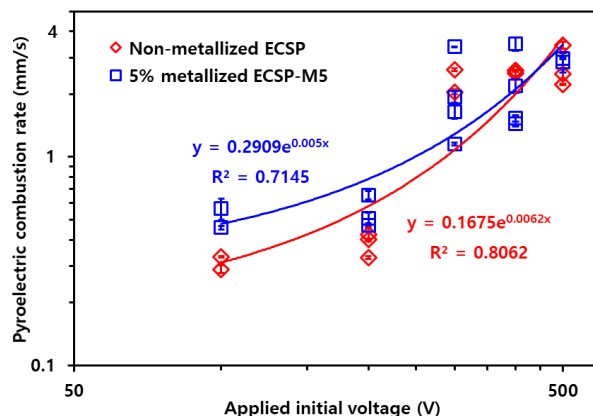 4
Non-metallized ECSP
5% metallized ECSP-M5
Pyroelectric combustion rate (mm/s)
1
y = 0.2909e^0.005x
R² = 0.7145
y = 0.1675e^0.0062x
R² = 0.8062
0.1
50
500
Applied initial voltage (V)